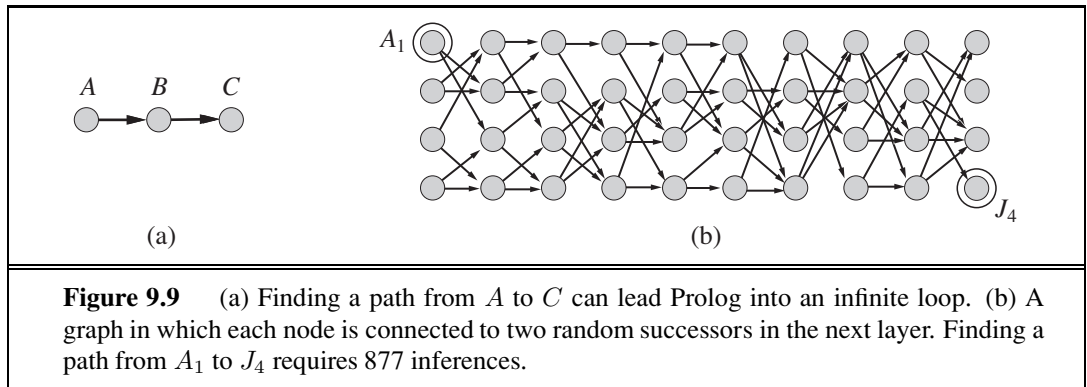 A B C
(a)
A1
J4
(b)
Figure 9.9 (a) Finding a path from A to C can lead Prolog into an infinite loop. (b) A
graph in which each node is connected to two random successors in the next layer. Finding a
path from A1 to J4 requires 877 inferences.